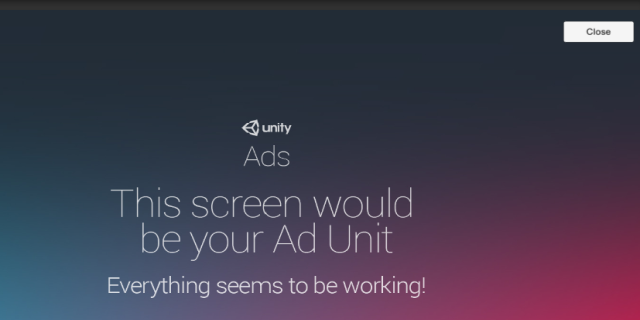 Close
unity
Ads
This screen would
be your Ad Unit
Everything seems to be working!